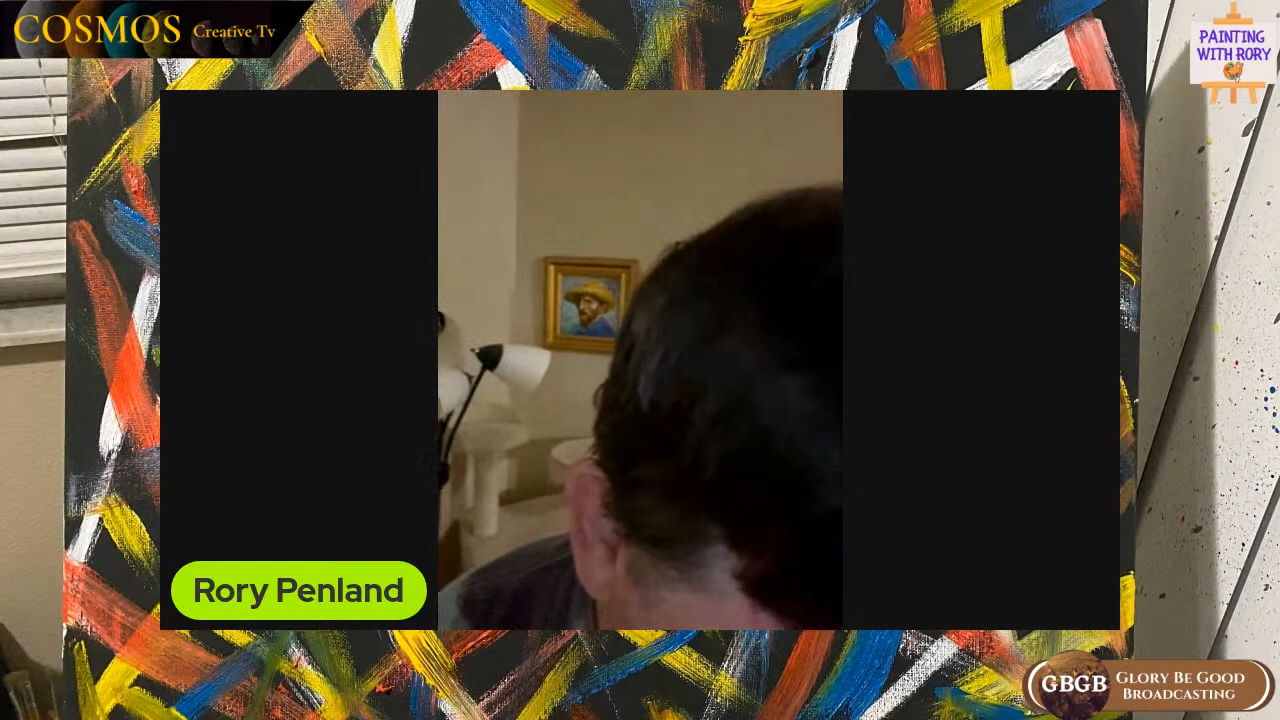 COSMOS Creative Tv
PAINTING
WITH RORY
Rory Penland
GBGB GLORY BE GOOD
BROADCASTING